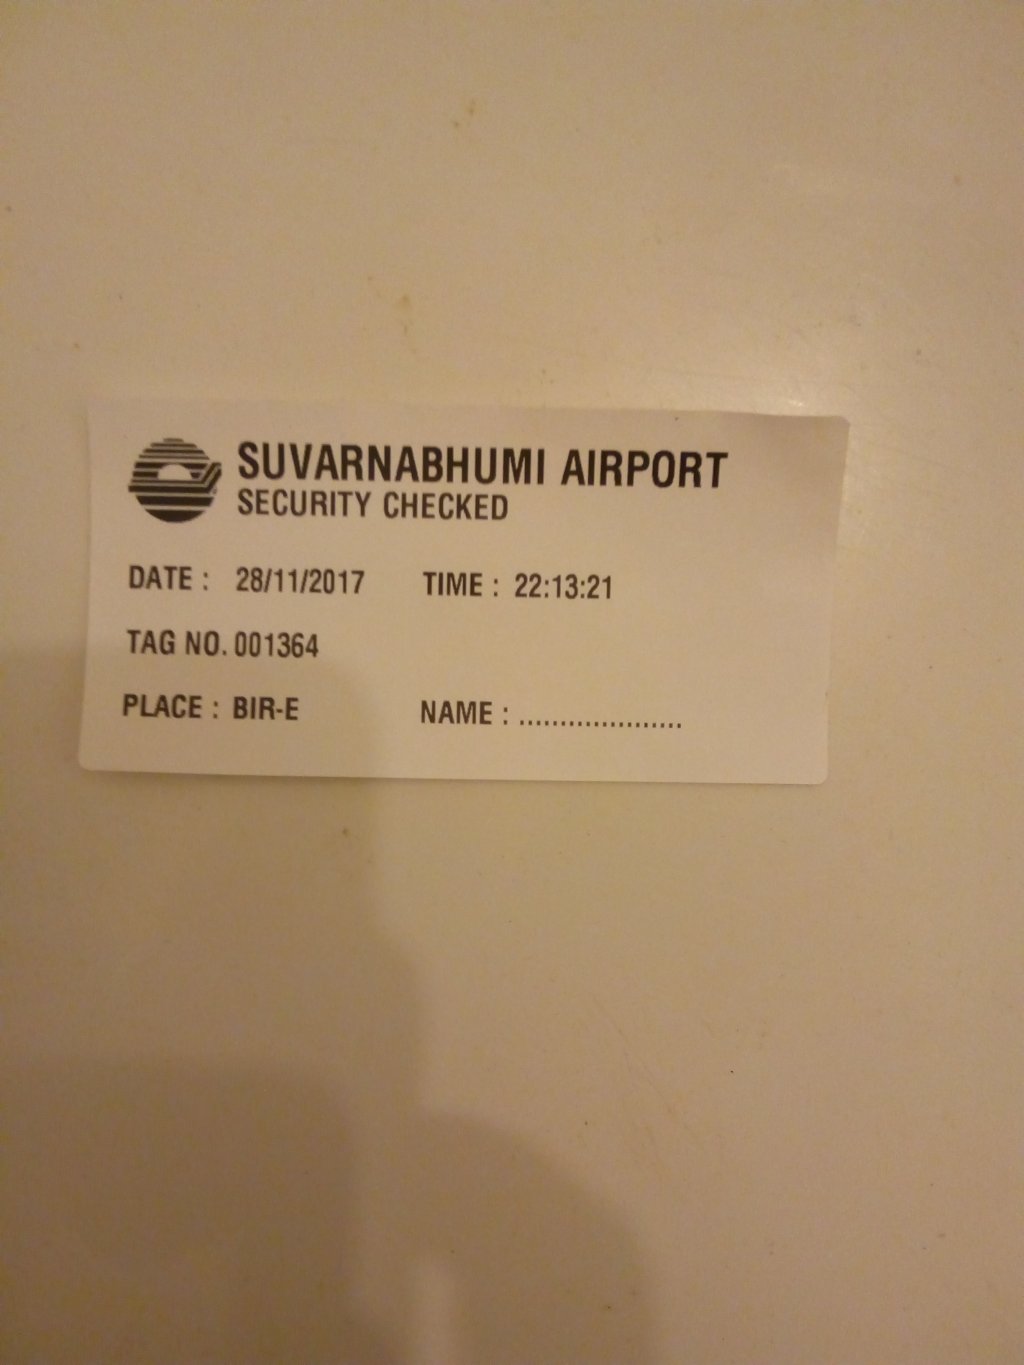 SUVARNABHUMI AIRPORT
SECURITY CHECKED
DATE : 28/11/2017 TIME : 22:13:21
TAG NO. 001364
PLACE : BIR-E NAME : ....................